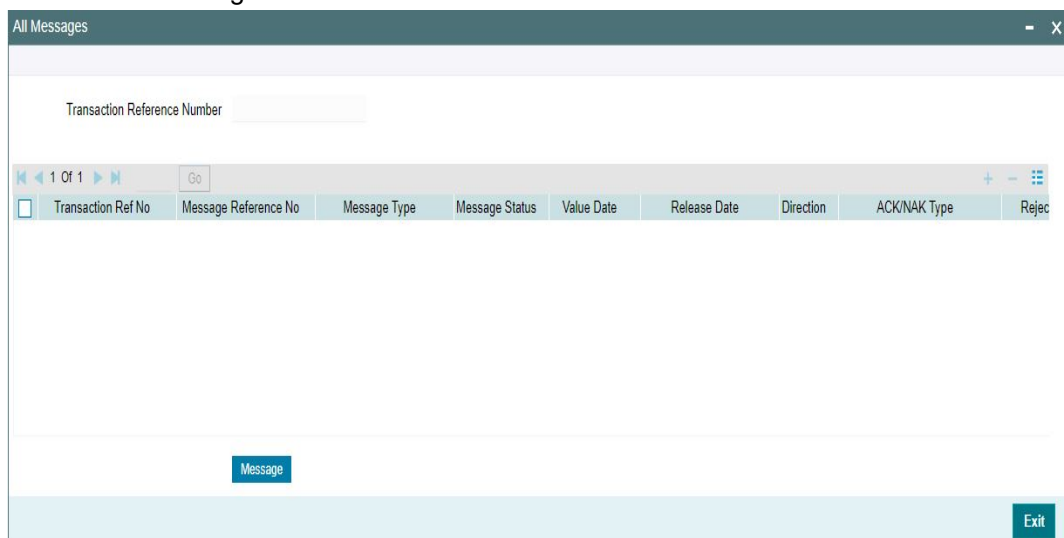 All Messages - X
Transaction Reference Number
1 Of 1 Go + -
Transaction Ref No Message Reference No Message Type Message Status Value Date Release Date Direction ACK/NAK Type Rejec
Message
Exit